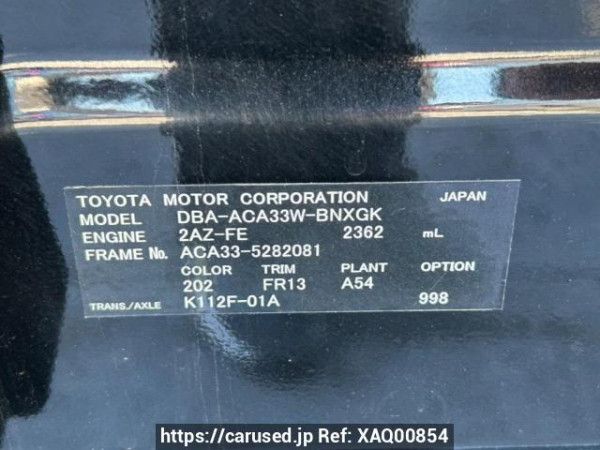 TOYOTA MOTOR CORPORATION JAPAN
MODEL DBA-ACA33W-BNXGK
ENGINE 2AZ-FE 2362 mL
FRAME No. ACA33-5282081
COLOR TRIM PLANT OPTION
202 FR13 A54
TRANS./AXLE K112F-01A 998
https://carused.jp Ref: XAQ00854